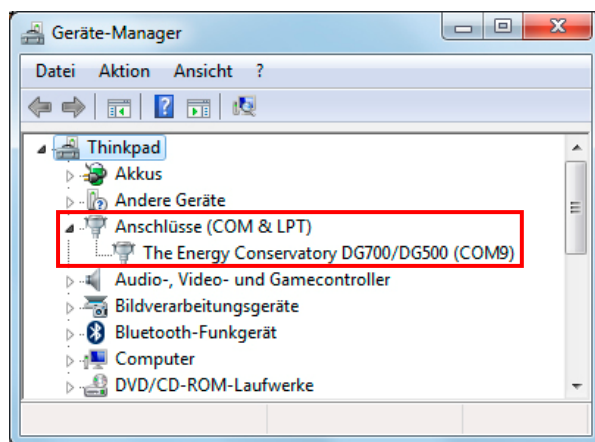 Geräte-Manager
Datei Aktion Ansicht ?
Thinkpad
Akkus
Andere Geräte
Anschlüsse (COM & LPT)
The Energy Conservatory DG700/DG500 (COM9)
Audio-, Video- und Gamecontroller
Bildverarbeitungsgeräte
Bluetooth-Funkgerät
Computer
DVD/CD-ROM-Laufwerke